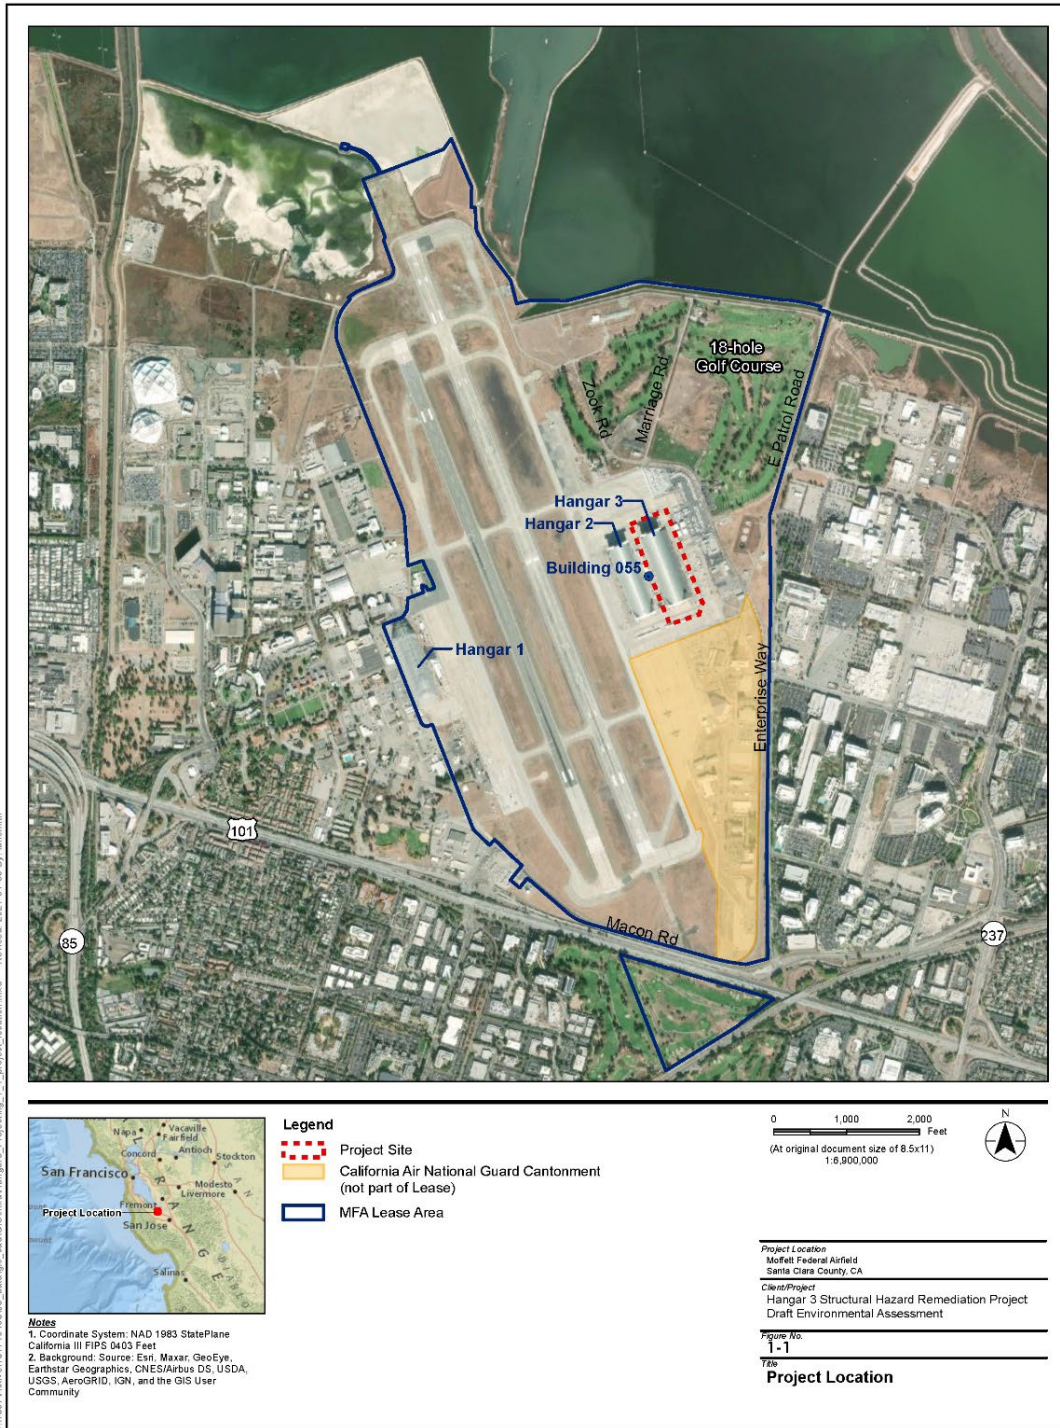 18-hole
Golf Course
Zook Rd
Marriage Rd
E Patrol Road
Hangar 3
Hangar 2
Building 055
Hangar 1
Enterprise Way
101
85
Macon Rd
237
Napa
Vacaville
Fairfield
Concord
Antioch
Stockton
San Francisco
Modesto
Livermore
Fremont
Project Location
San Jose
Salinas
RANGE
DIABLO
Notes
1. Coordinate System: NAD 1983 StatePlane
California III FIPS 0403 Feet
2. Background: Source: Esri, Maxar, GeoEye,
Earthstar Geographics, CNES/Airbus DS, USDA,
USGS, AeroGRID, IGN, and the GIS User
Community
Legend
Project Site
California Air National Guard Cantonment
(not part of Lease)
MFA Lease Area
0 1,000 2,000
Feet
(At original document size of 8.5x11)
1:6,900,000
N
Project Location
Moffett Federal Airfield
Santa Clara County, CA
Client/Project
Hangar 3 Structural Hazard Remediation Project
Draft Environmental Assessment
Figure No.
1-1
Title
Project Location